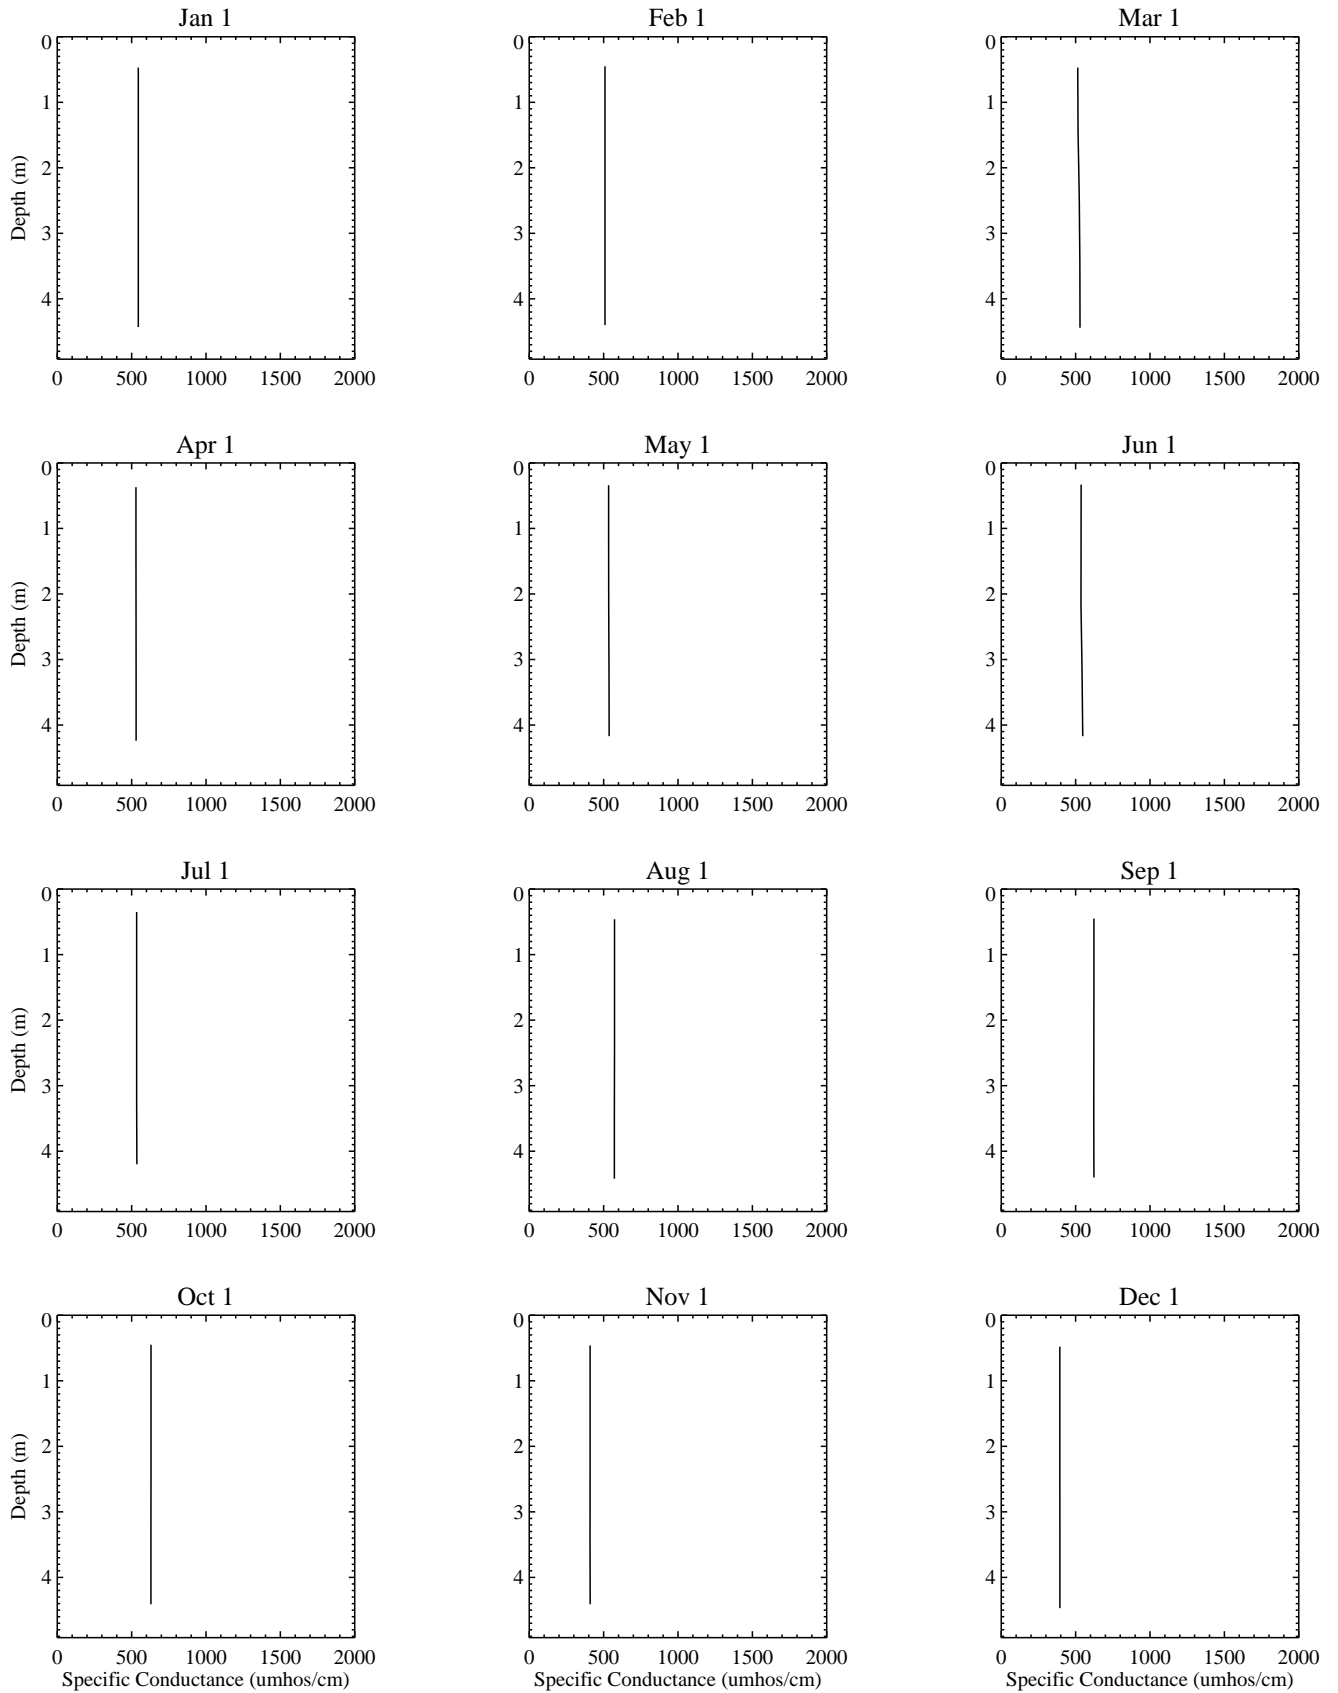 Jan 1 Feb 1 Mar 1
0 0 0
1 1 1
2 2 2
3 3 3
4 4 4
Depth (m)
0 500 1000 1500 2000 0 500 1000 1500 2000 0 500 1000 1500 2000
Apr 1 May 1 Jun 1
0 0 0
1 1 1
2 2 2
3 3 3
4 4 4
Depth (m)
0 500 1000 1500 2000 0 500 1000 1500 2000 0 500 1000 1500 2000
Jul 1 Aug 1 Sep 1
0 0 0
1 1 1
2 2 2
3 3 3
4 4 4
Depth (m)
0 500 1000 1500 2000 0 500 1000 1500 2000 0 500 1000 1500 2000
Oct 1 Nov 1 Dec 1
0 0 0
1 1 1
2 2 2
3 3 3
4 4 4
Depth (m)
0 500 1000 1500 2000 0 500 1000 1500 2000 0 500 1000 1500 2000
Specific Conductance (umhos/cm) Specific Conductance (umhos/cm) Specific Conductance (umhos/cm)